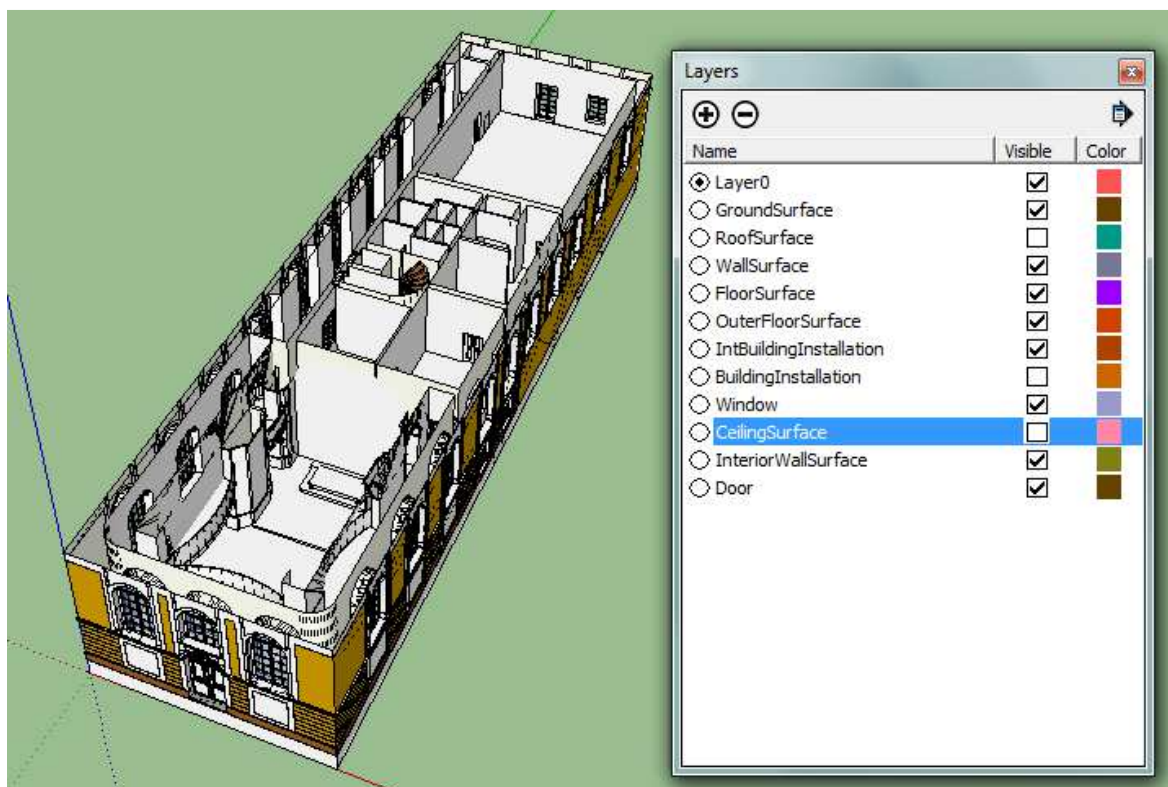 Layers
Name Visible Color
Layer0
GroundSurface
RoofSurface
WallSurface
FloorSurface
OuterFloorSurface
IntBuildingInstallation
BuildingInstallation
Window
CeilingSurface
InteriorWallSurface
Door